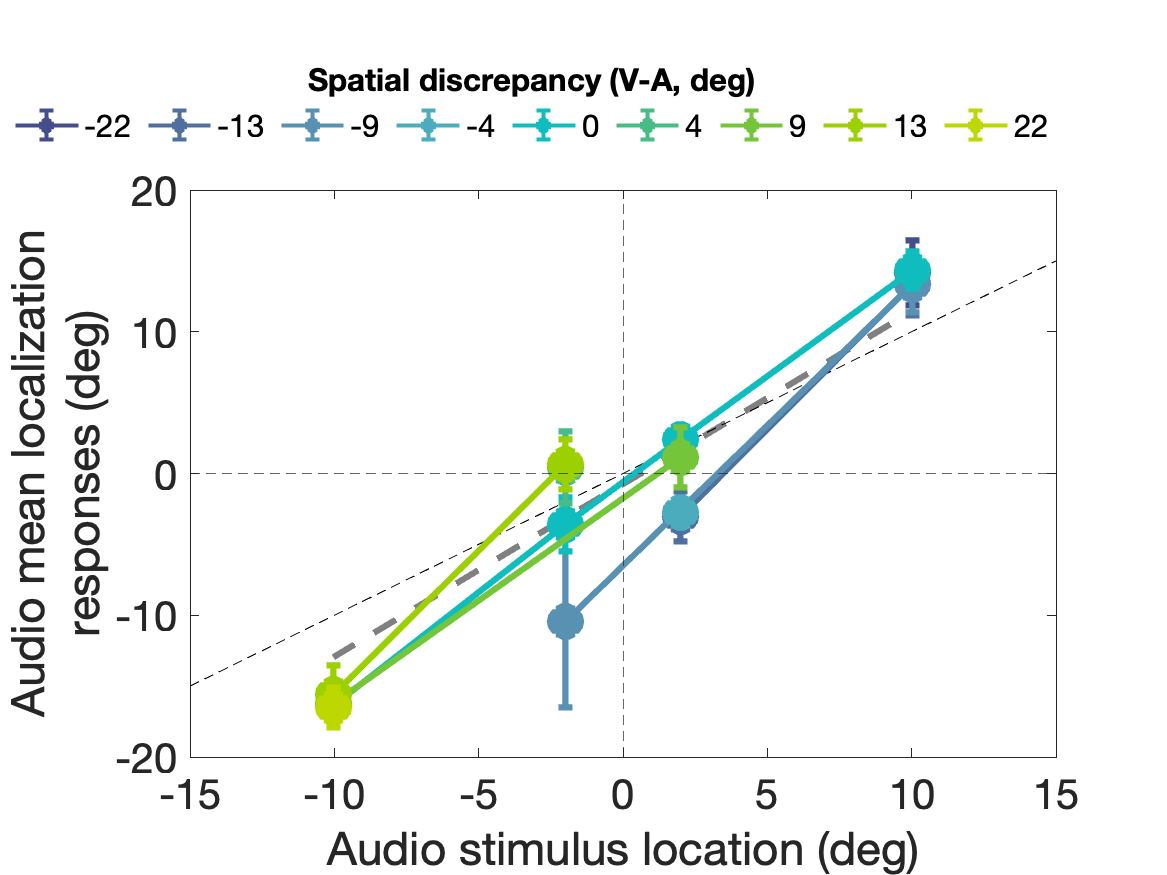 Spatial discrepancy (V-A, deg)
-22 -13 -9 -4 0 4 9 13 22
Audio mean localization
responses (deg)
20
10
0
-10
-20
-15 -10 -5 0 5 10 15
Audio stimulus location (deg)